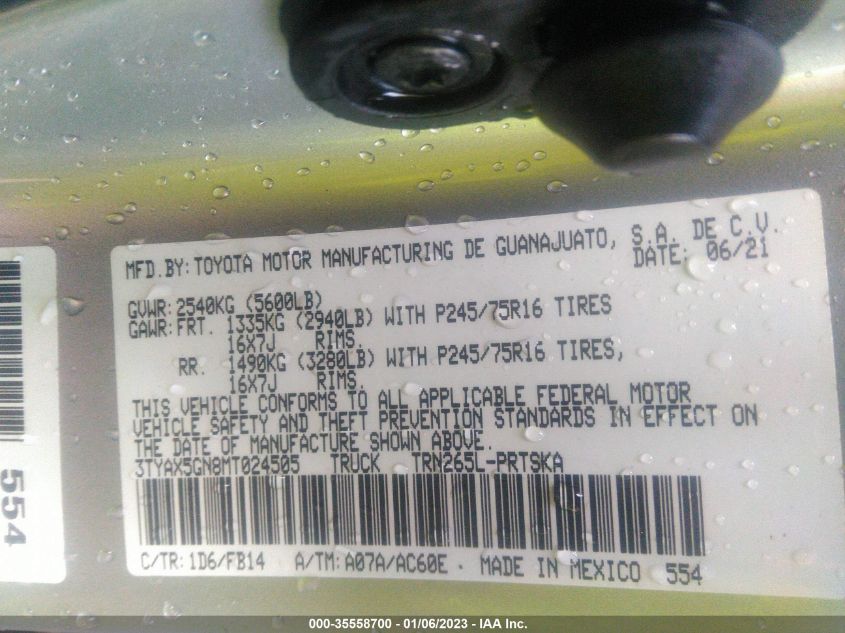 MFD.BY:TOYOTA MOTOR MANUFACTURING DE GUANAJUATO, S.A. DE C.V.
DATE: 06/21
GVWR:2540KG (5600LB)
GAWR:FRT. 1335KG (2940LB) WITH P245/75R16 TIRES
16X7J RIMS.
RR. 1490KG (3280LB) WITH P245/75R16 TIRES,
16X7J RIMS.
THIS VEHICLE CONFORMS TO ALL APPLICABLE FEDERAL MOTOR
VEHICLE SAFETY AND THEFT PREVENTION STANDARDS IN EFFECT ON
THE DATE OF MANUFACTURE SHOWN ABOVE.
3TYAX5GN8MT024505 TRUCK TRN265L-PRTSKA
C/TR:1D6/FB14 A/TM:A07A/AC60E MADE IN MEXICO 554
554
000-35558700 - 01/06/2023 - IAA Inc.